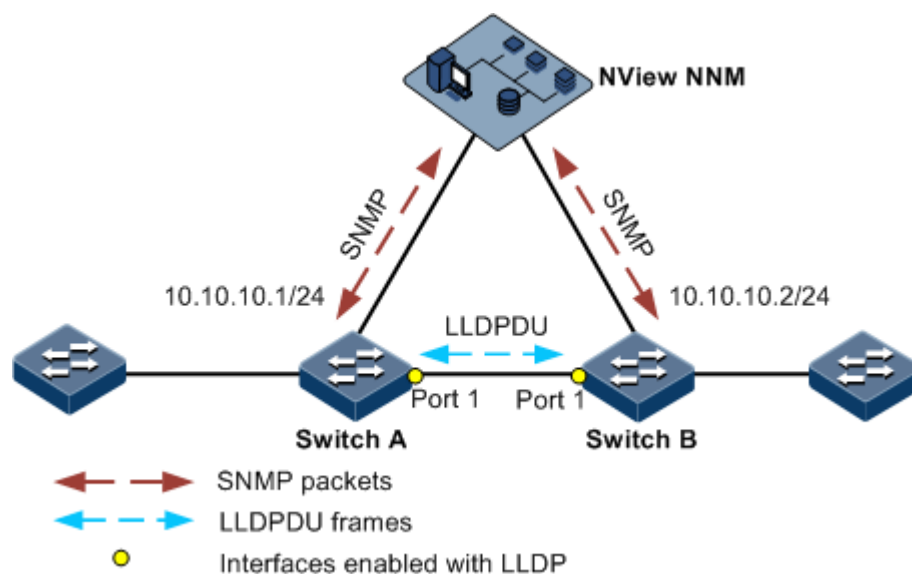 NView NNM
SNMP
SNMP
10.10.10.1/24
10.10.10.2/24
LLDPDU
Port 1
Port 1
Switch A
Switch B
SNMP packets
LLDPDU frames
Interfaces enabled with LLDP